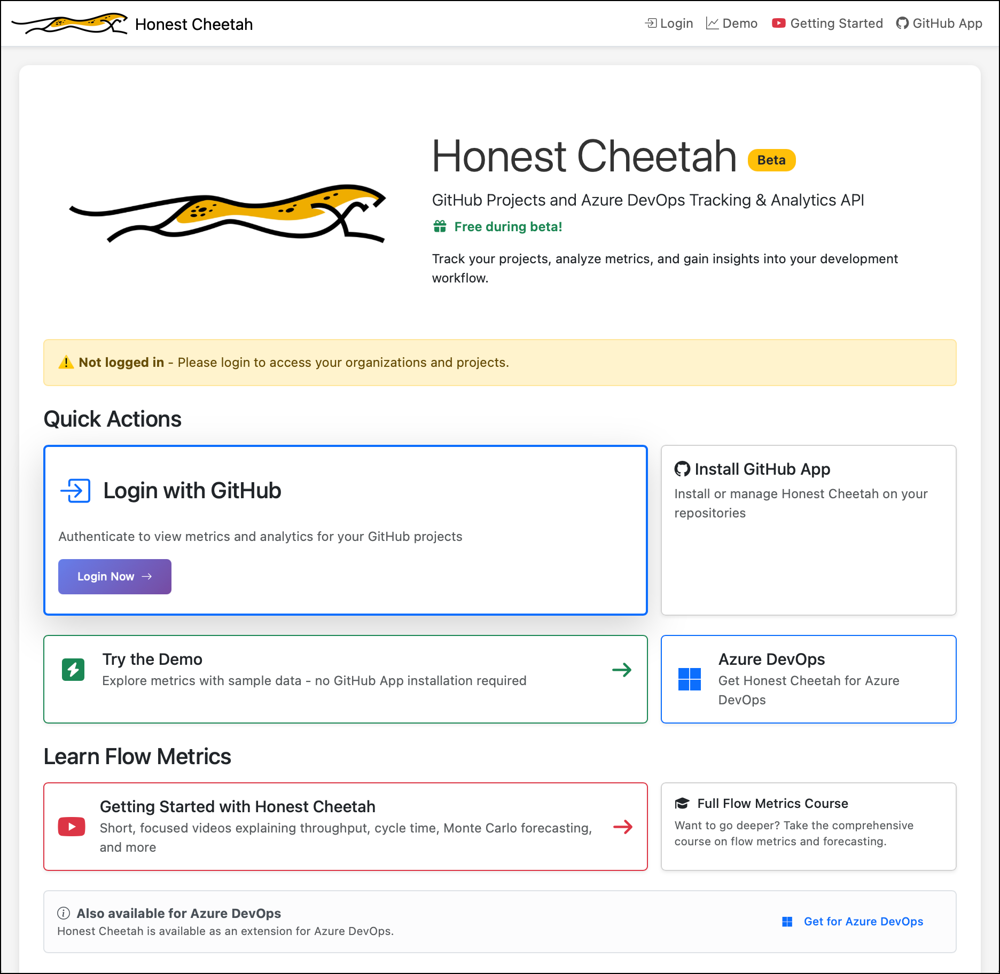 Honest Cheetah
Login
Demo
Getting Started
GitHub App
Honest Cheetah
Beta
GitHub Projects and Azure DevOps Tracking & Analytics API
Free during beta!
Track your projects, analyze metrics, and gain insights into your development
workflow.
Not logged in - Please login to access your organizations and projects.
Quick Actions
Login with GitHub
Authenticate to view metrics and analytics for your GitHub projects
Login Now
Install GitHub App
Install or manage Honest Cheetah on your
repositories
Try the Demo
Explore metrics with sample data - no GitHub App installation required
Azure DevOps
Get Honest Cheetah for Azure
DevOps
Learn Flow Metrics
Getting Started with Honest Cheetah
Short, focused videos explaining throughput, cycle time, Monte Carlo forecasting,
and more
Full Flow Metrics Course
Want to go deeper? Take the comprehensive
course on flow metrics and forecasting.
Also available for Azure DevOps
Honest Cheetah is available as an extension for Azure DevOps.
Get for Azure DevOps